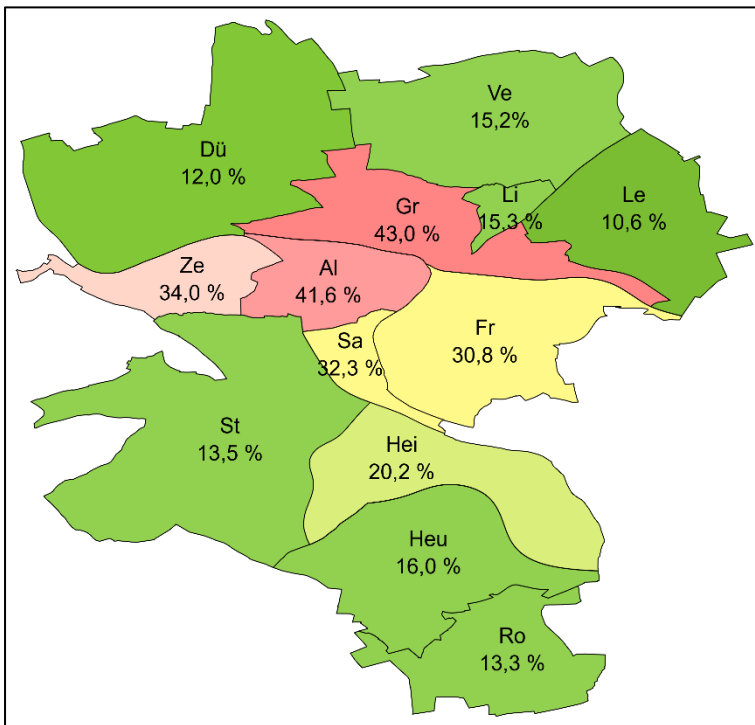 Ve
15,2%
Dü
12,0 %
Li
15,3 %
Le
10,6 %
Gr
43,0 %
Ze
34,0 %
Al
41,6 %
Sa
32,3 %
Fr
30,8 %
St
13,5 %
Hei
20,2 %
Heu
16,0 %
Ro
13,3 %